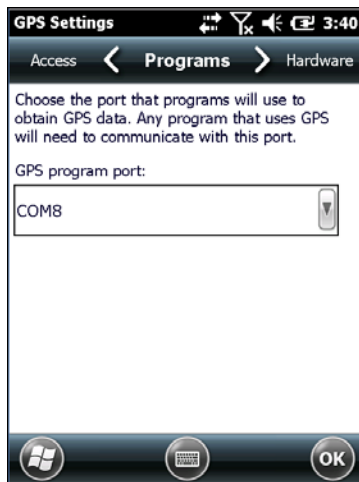 GPS Settings 3:40
Access Programs Hardware
Choose the port that programs will use to
obtain GPS data. Any program that uses GPS
will need to communicate with this port.
GPS program port:
COM8
OK